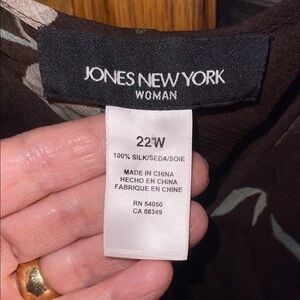 JONES NEW YORK
WOMAN
22W
100% SILK/SEDA/SOIE
MADE IN CHINA
HECHO EN CHINA
FABRIQUE EN CHINE
RN 54050
CA 08349